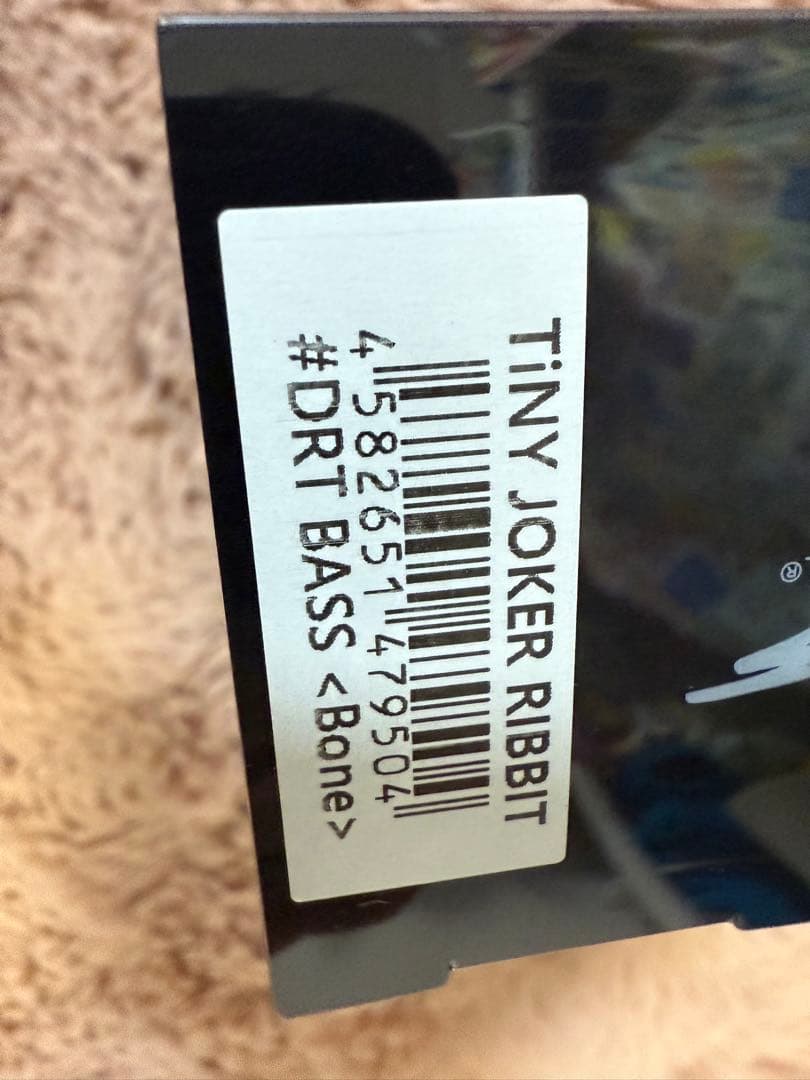 TiNY JOKER RIBBIT
4 582651 479504
#DRT BASS <Bone>
®